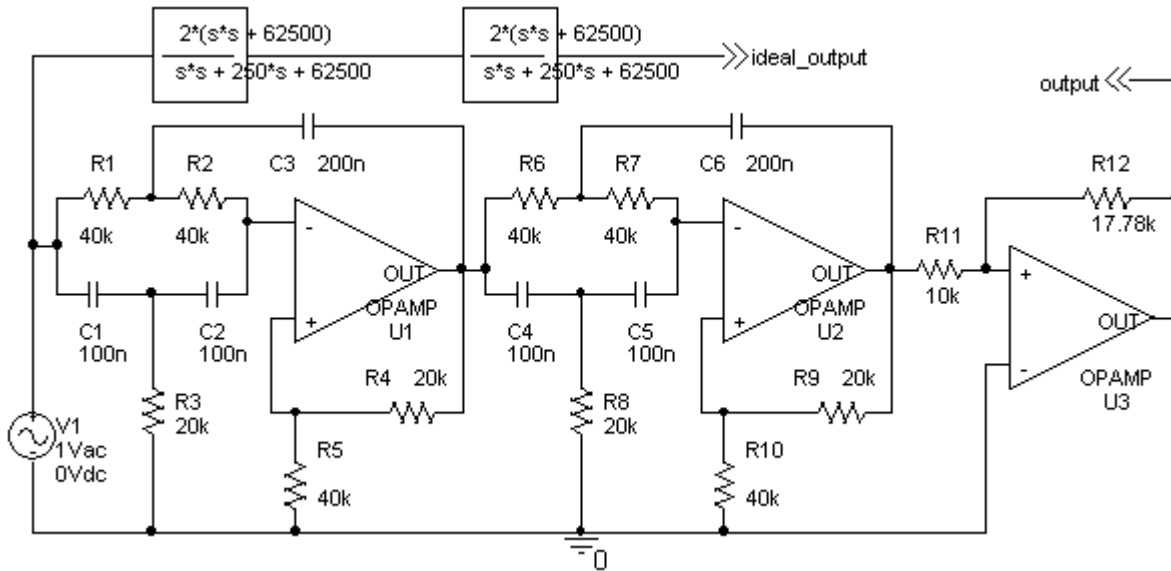 2*(s*s + 62500)
s*s + 250*s + 62500
2*(s*s + 62500)
s*s + 250*s + 62500
ideal_output
output
R1
R2
C3 200n
R6
R7
C6 200n
R12
40k
40k
40k
40k
17.78k
-
-
R11
10k
+
OUT
OUT
OPAMP
U1
OPAMP
U2
C1
100n
C2
100n
C4
100n
C5
100n
+
+
OUT
-
OPAMP
U3
R4 20k
R9 20k
R3
20k
R8
20k
V1
1Vac
0Vdc
+
-
R5
40k
R10
40k
0